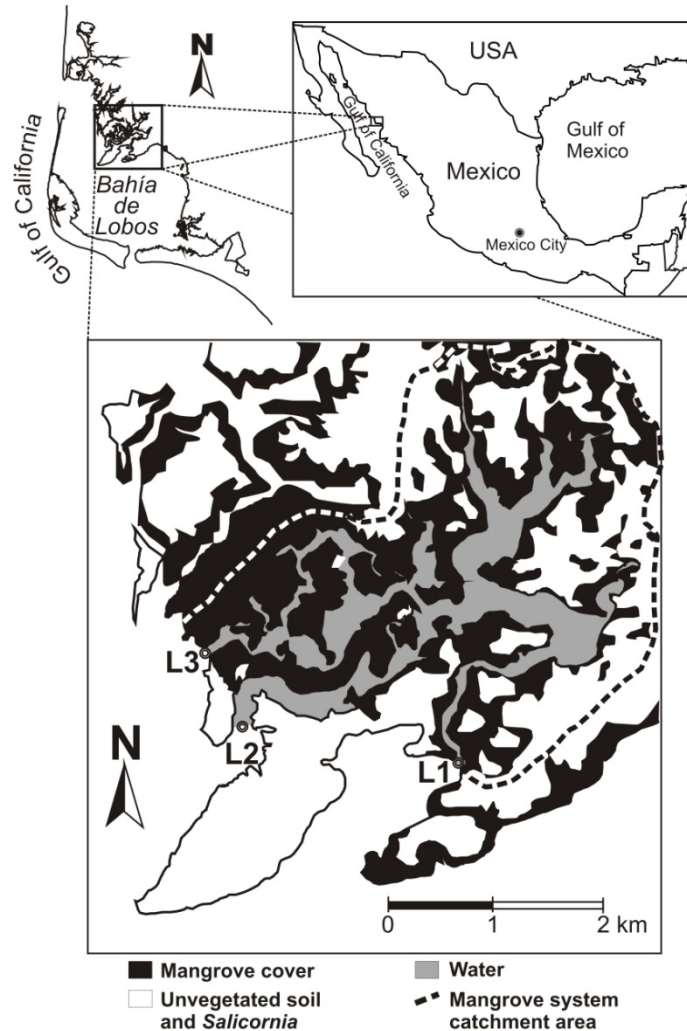 N
Gulf of California
Bahía
de
Lobos
USA
Gulf of California
Gulf of
Mexico
Mexico
Mexico City
L3
L2
L1
N
0 1 2 km
Mangrove cover
Water
Unvegetated soil
and Salicornia
Mangrove system
catchment area